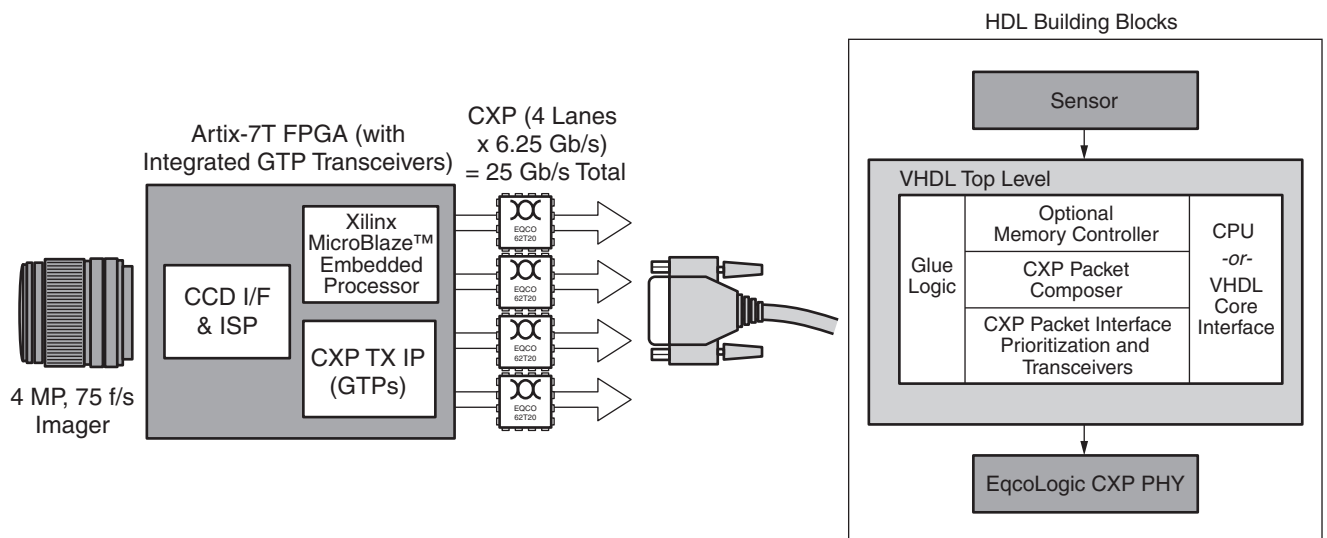 HDL Building Blocks
Artix-7T FPGA (with
Integrated GTP Transceivers)
CXP (4 Lanes
x 6.25 Gb/s)
= 25 Gb/s Total
Xilinx
MicroBlaze™
Embedded
Processor
CCD I/F
& ISP
CXP TX IP
(GTPs)
4 MP, 75 f/s
Imager
EQCO
62T20
EQCO
62T20
EQCO
62T20
EQCO
62T20
Sensor
VHDL Top Level
Glue
Logic
Optional
Memory Controller
CXP Packet
Composer
CXP Packet Interface
Prioritization and
Transceivers
CPU
-or-
VHDL
Core
Interface
EqcoLogic CXP PHY